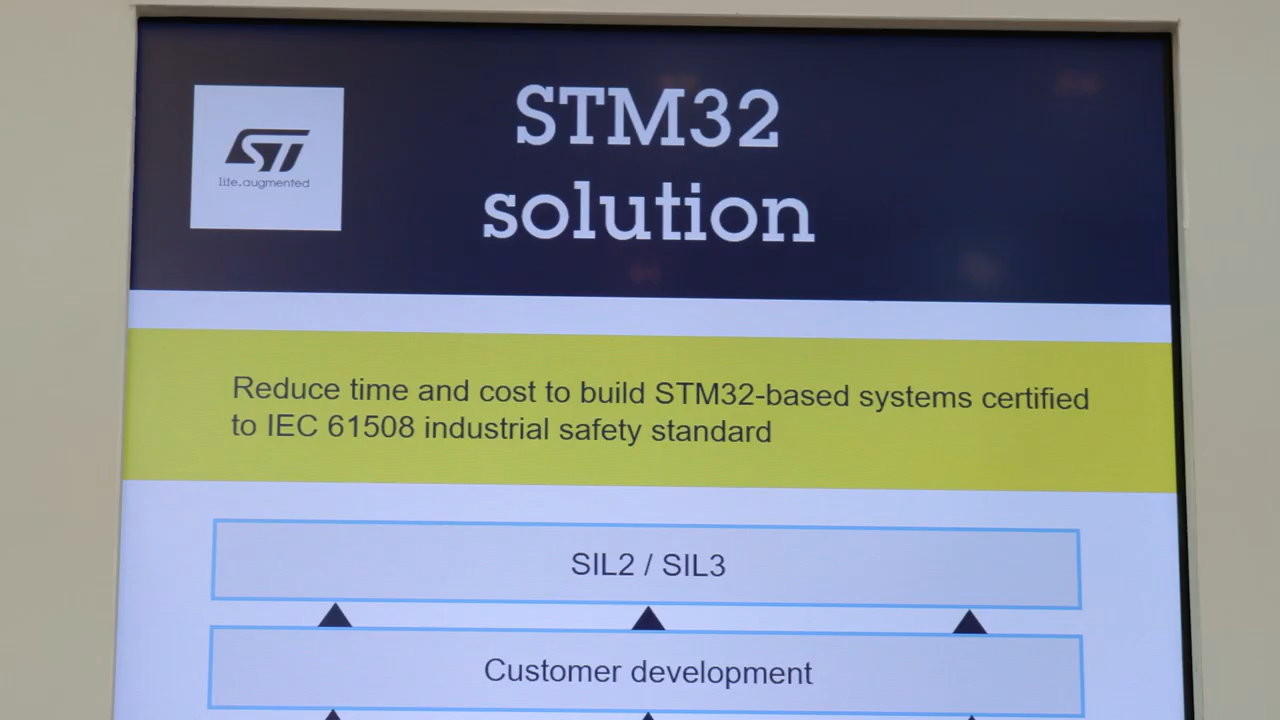 ST
life.augmented
STM32
solution
Reduce time and cost to build STM32-based systems certified
to IEC 61508 industrial safety standard
SIL2 / SIL3
Customer development